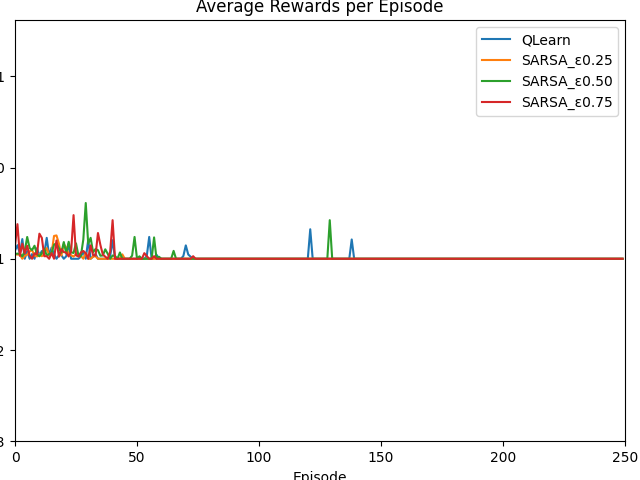 Average Rewards per Episode
QLearn
SARSA_ε0.25
SARSA_ε0.50
SARSA_ε0.75
1
0
1
2
3
0 50 100 150 200 250
Episode